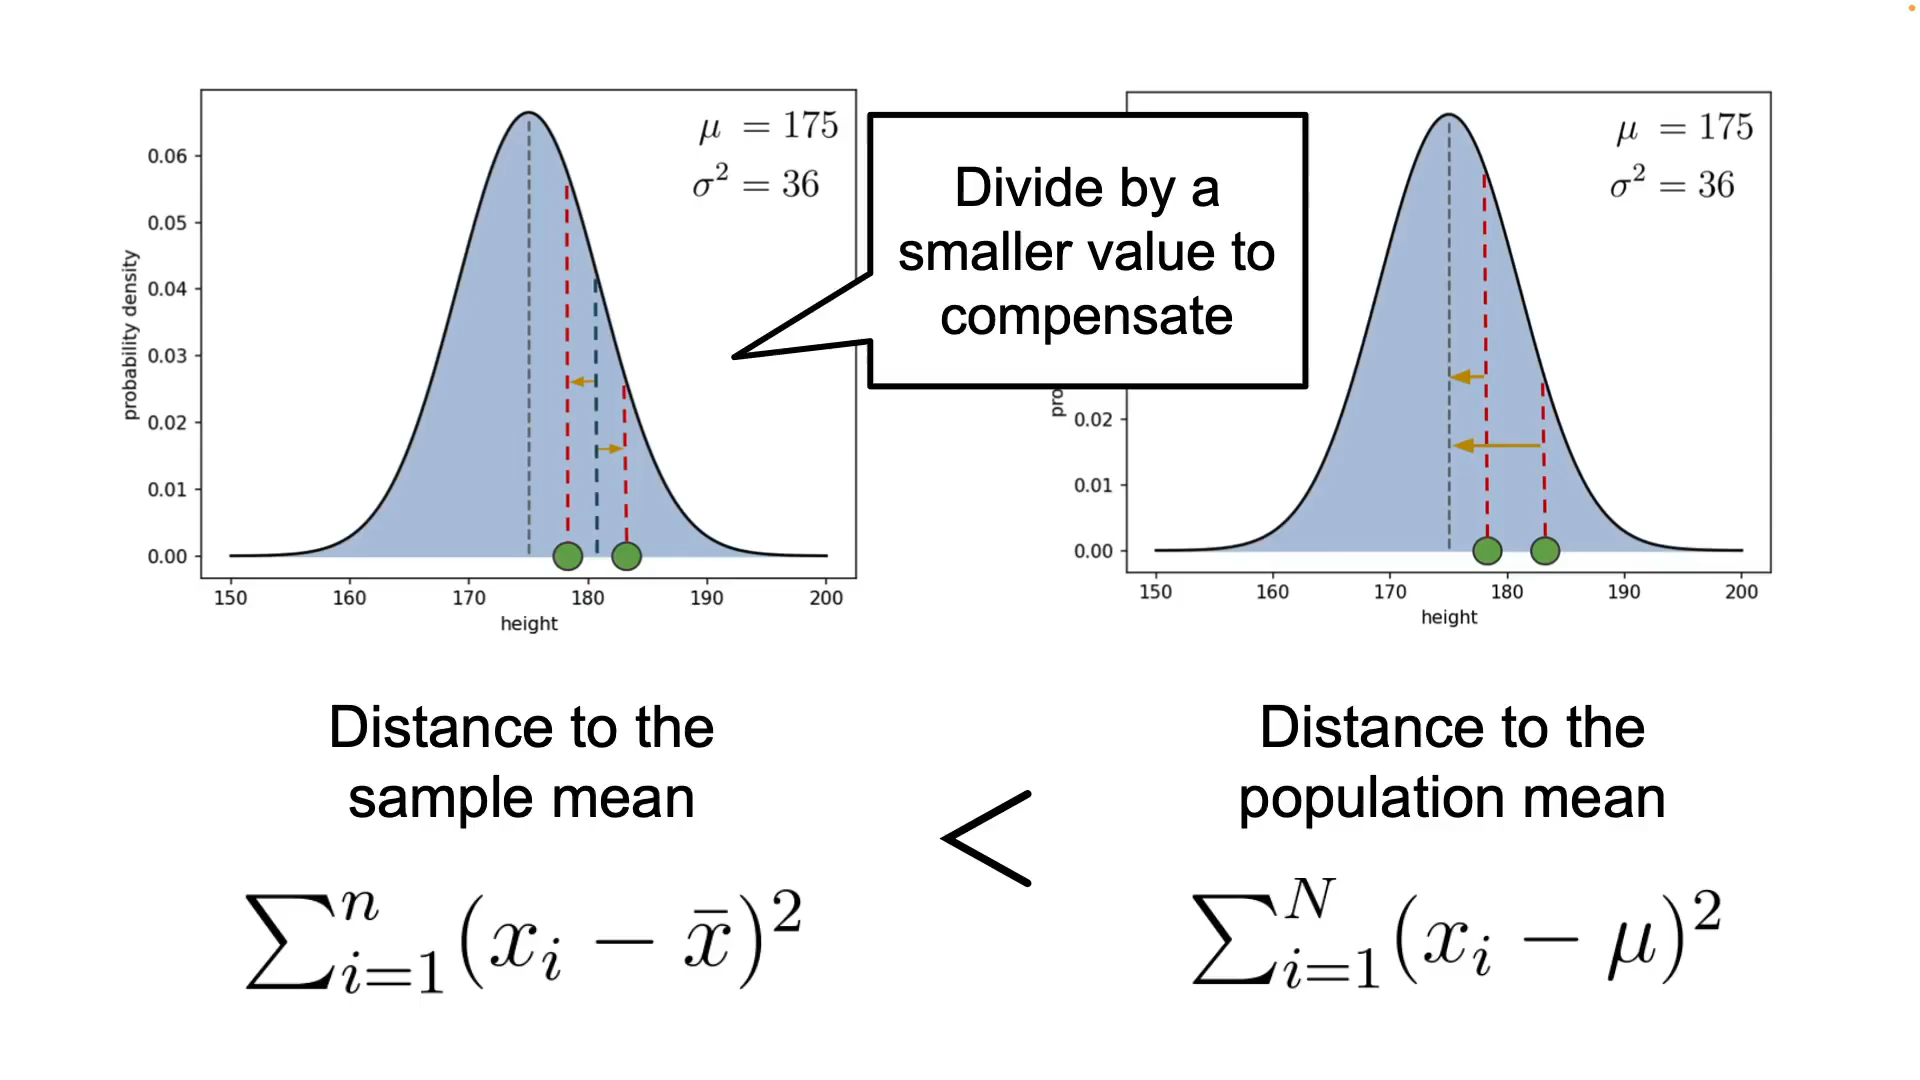 μ = 175
σ² = 36
probability density
0.06
0.05
0.04
0.03
0.02
0.01
0.00
150 160 170 180 190 200
height
Divide by a
smaller value to
compensate
μ = 175
σ² = 36
pro
0.02
0.01
0.00
150 160 170 180 190 200
height
Distance to the
sample mean
<
Distance to the
population mean
∑ⁿᵢ₌₁(xᵢ − x̄)²
∑ᴺᵢ₌₁(xᵢ − μ)²